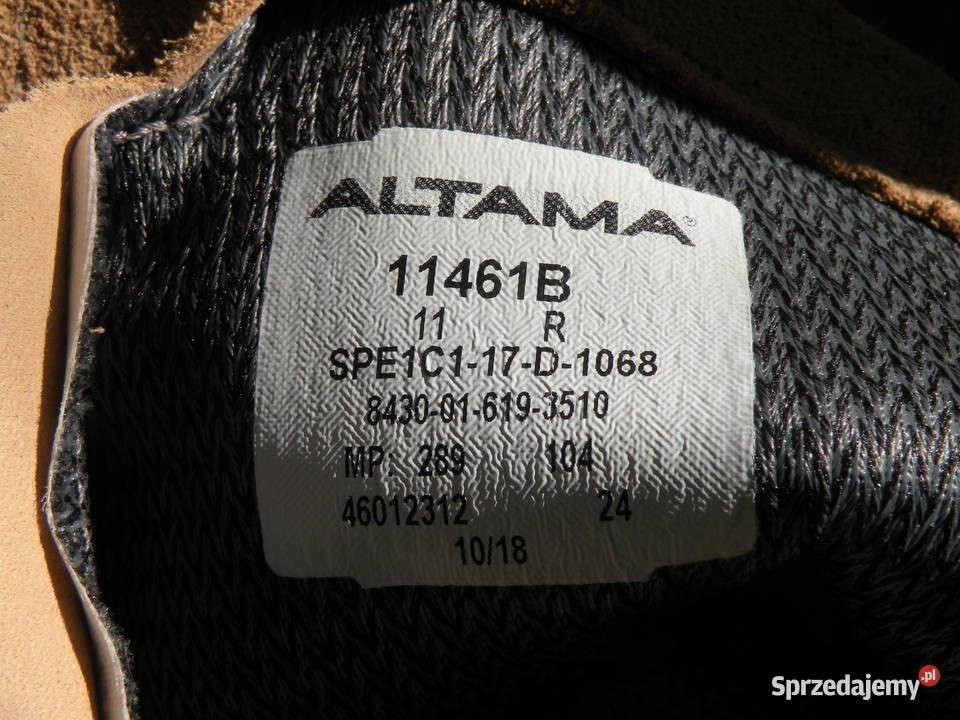 ALTAMA®
11461B
11 R
SPE1C1-17-D-1068
8430-01-619-3510
MP: 289 104
46012312 24
10/18
Sprzedajemy.pl